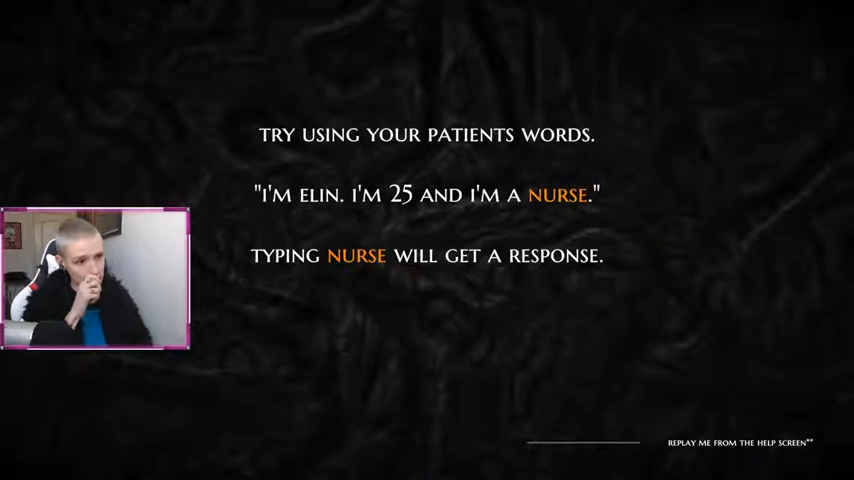 TRY USING YOUR PATIENTS WORDS.
"I'M ELIN. I'M 25 AND I'M A NURSE."
TYPING NURSE WILL GET A RESPONSE.
REPLAY ME FROM THE HELP SCREEN**